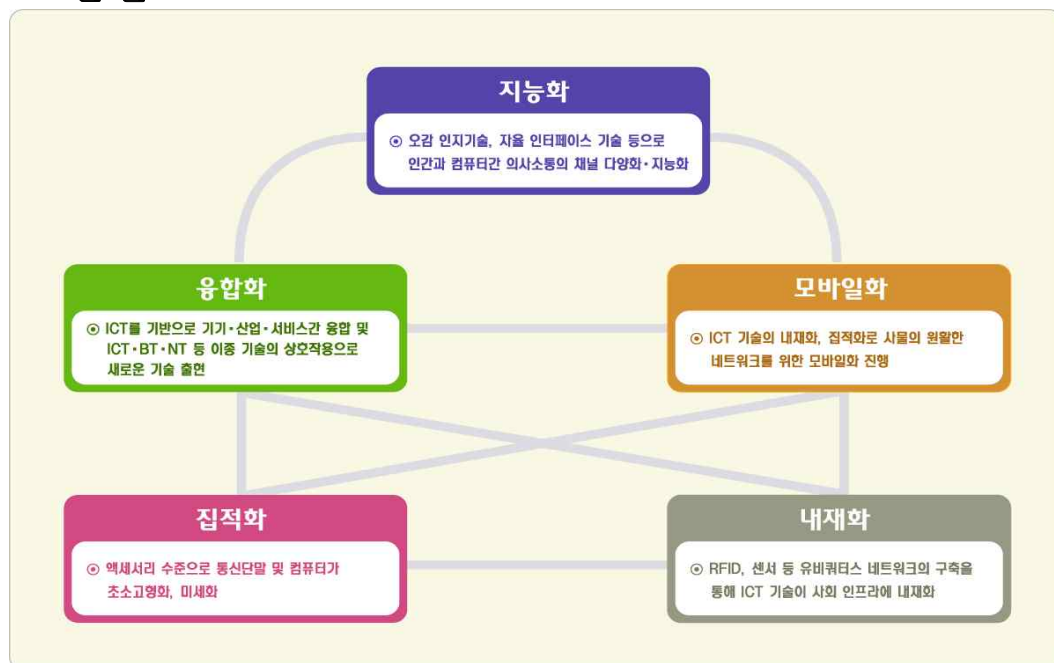 지능화
⊙ 오감 인지기술, 자율 인터페이스 기술 등으로
인간과 컴퓨터간 의사소통의 채널 다양화·지능화
융합화
⊙ ICT를 기반으로 기기·산업·서비스간 융합 및
ICT·BT·NT 등 이종 기술의 상호작용으로
새로운 기술 출현
모바일화
⊙ ICT 기술의 내재화, 집적화로 사물의 원활한
네트워크를 위한 모바일화 진행
집적화
⊙ 액세서리 수준으로 통신단말 및 컴퓨터가
초소고형화, 미세화
내재화
⊙ RFID, 센서 등 유비쿼터스 네트워크의 구축을
통해 ICT 기술이 사회 인프라에 내재화